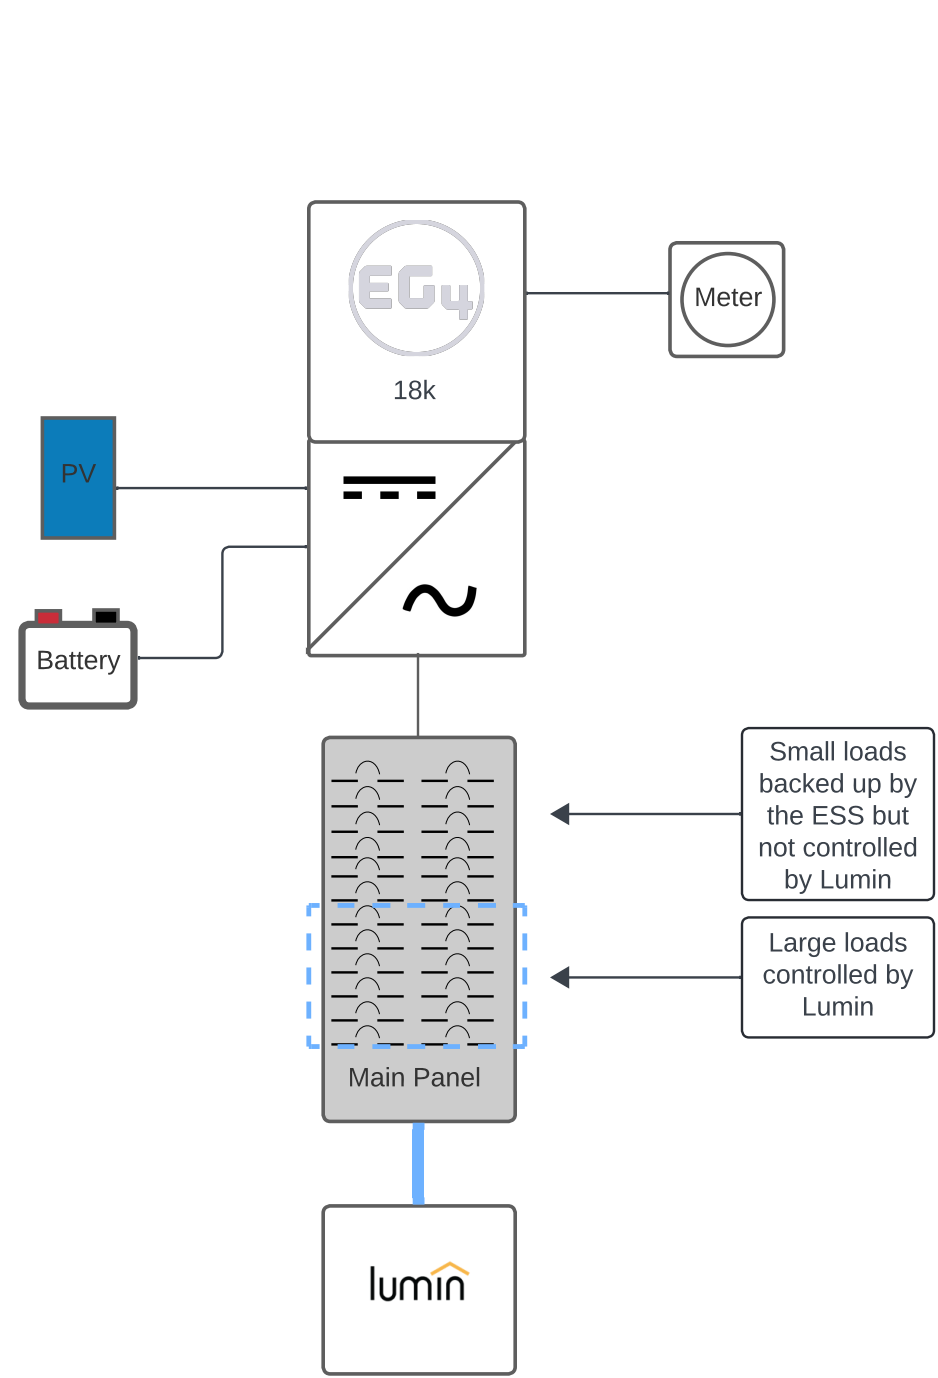 EG4
18k
Meter
PV
Battery
Small loads
backed up by
the ESS but
not controlled
by Lumin
Large loads
controlled by
Lumin
Main Panel
lumin